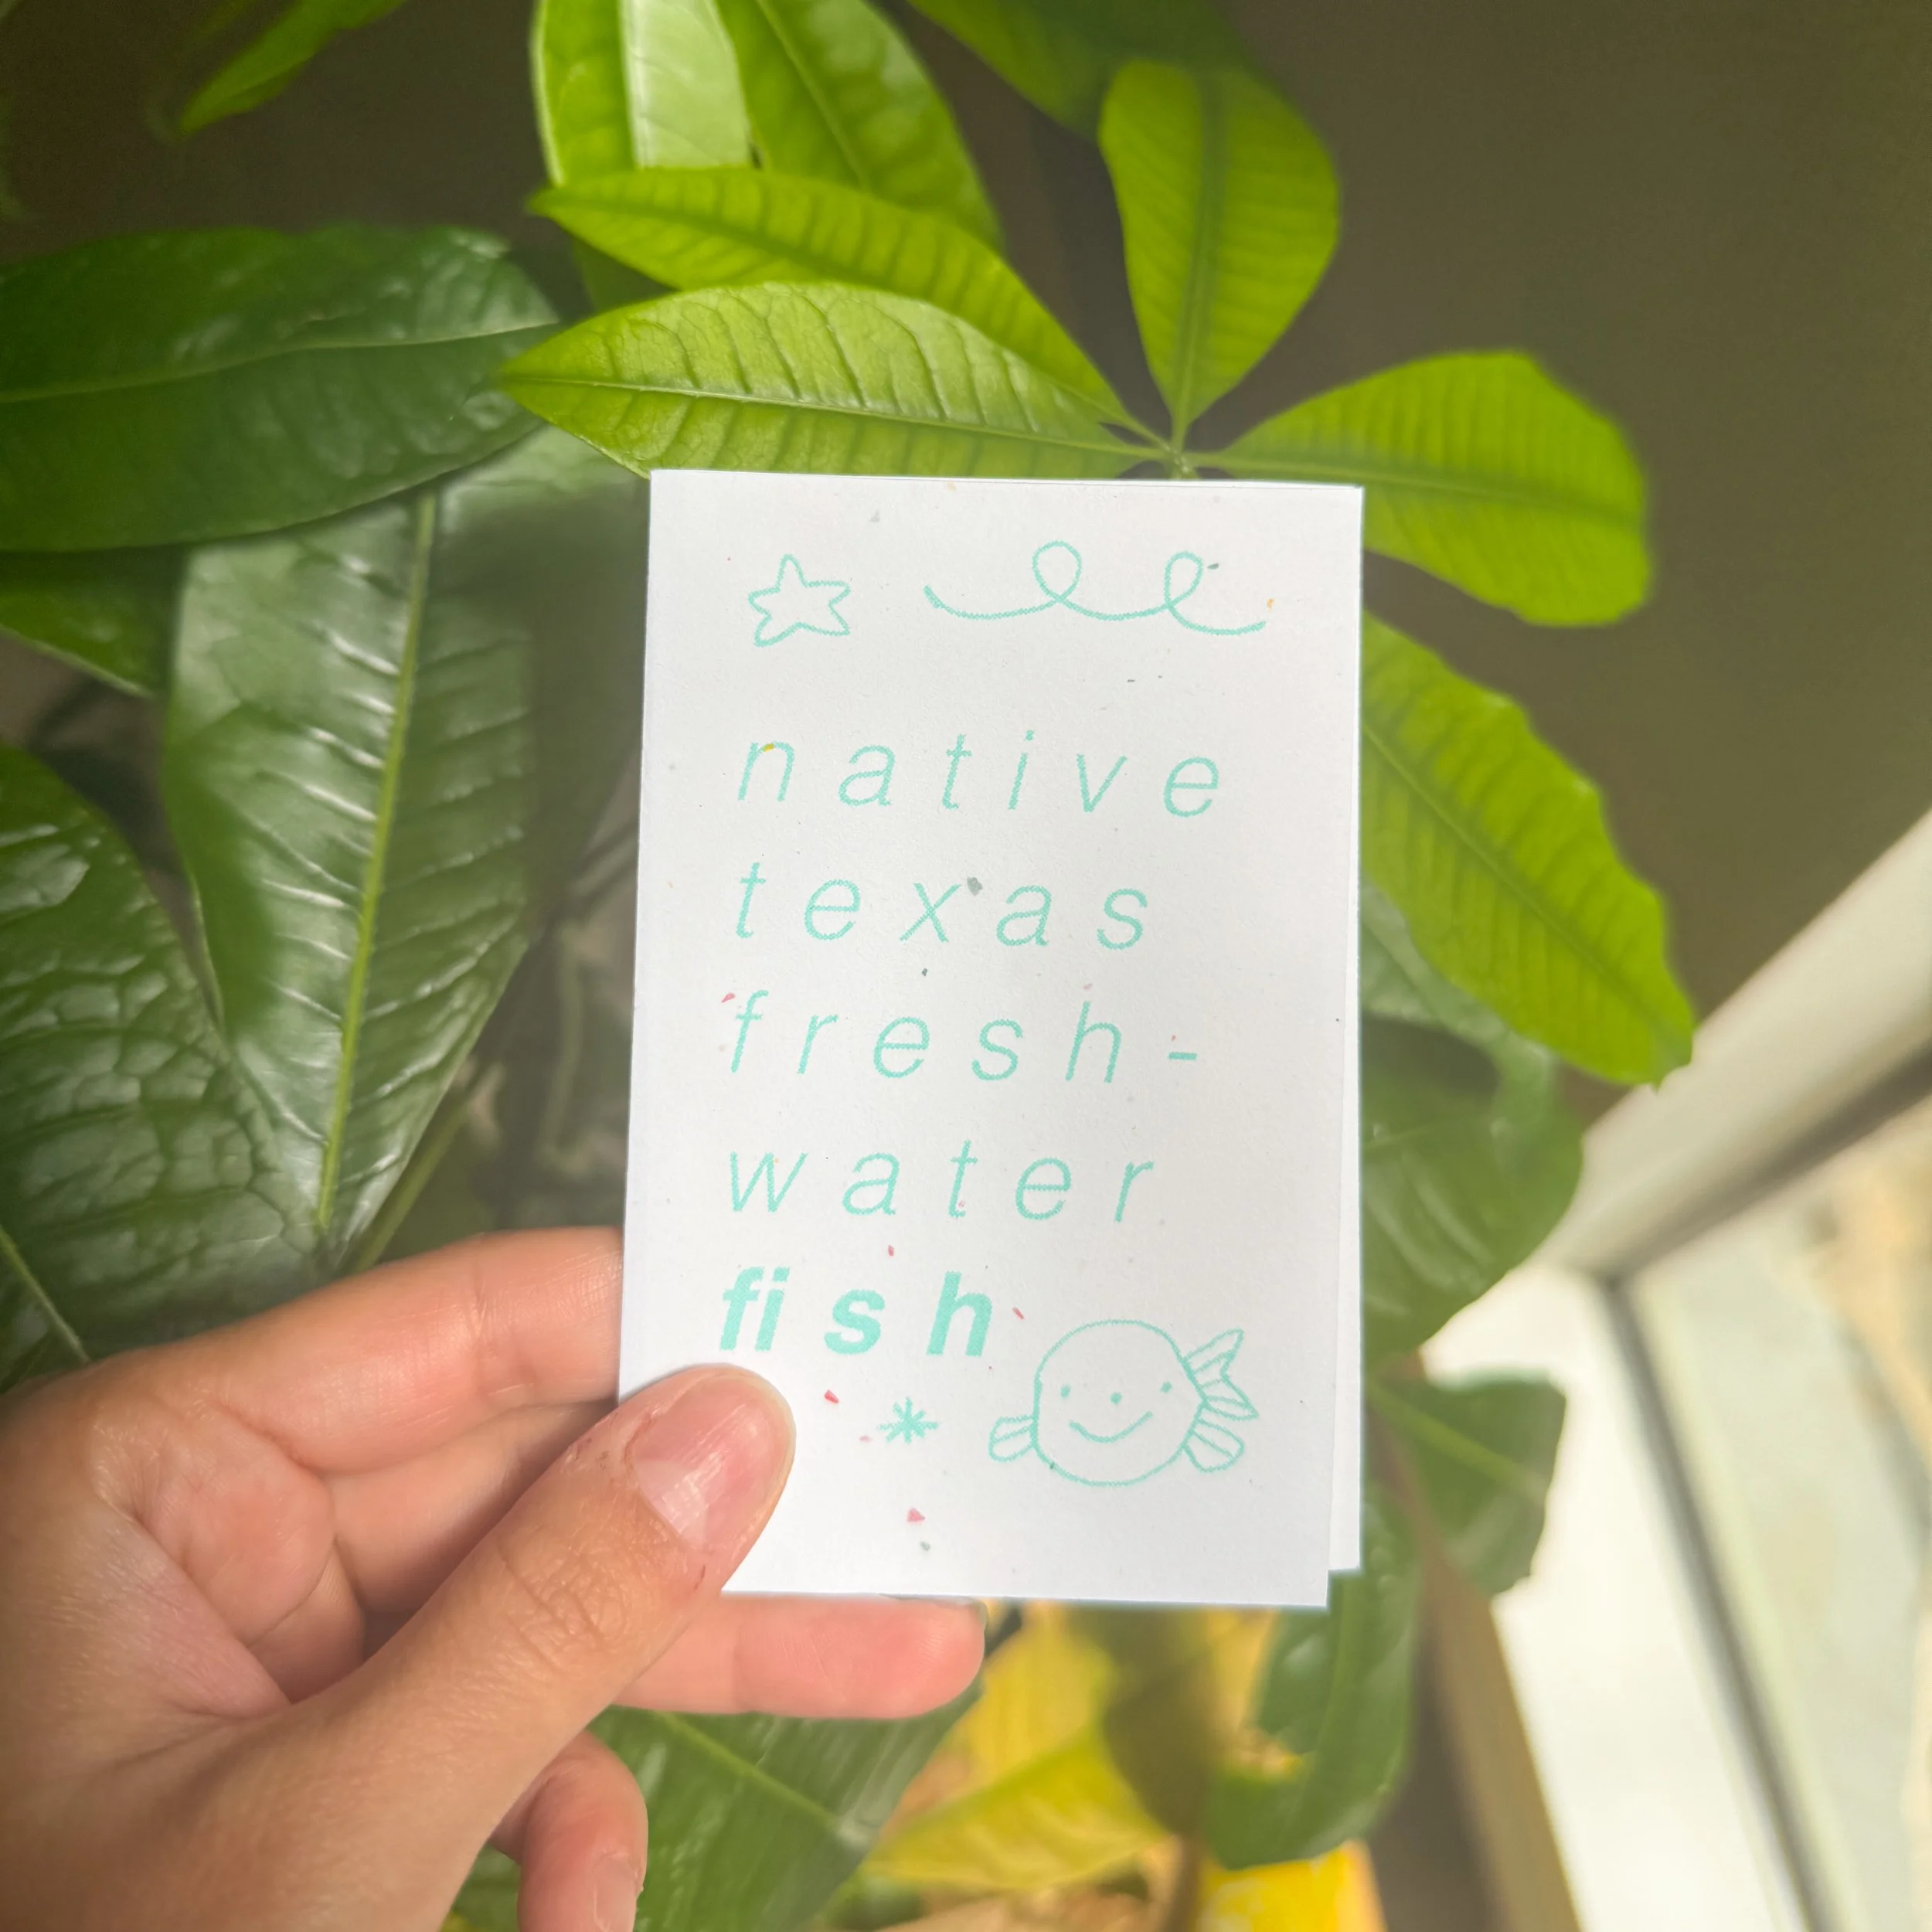 native
texas
fresh-
water
fish